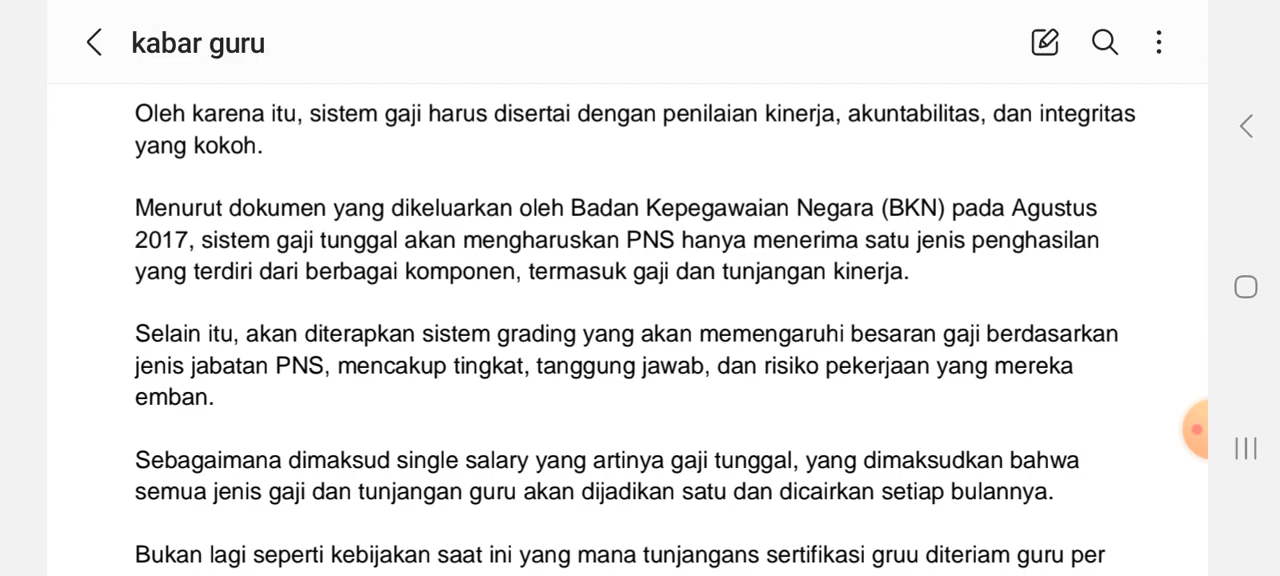 kabar guru
Oleh karena itu, sistem gaji harus disertai dengan penilaian kinerja, akuntabilitas, dan integritas
yang kokoh.
Menurut dokumen yang dikeluarkan oleh Badan Kepegawaian Negara (BKN) pada Agustus
2017, sistem gaji tunggal akan mengharuskan PNS hanya menerima satu jenis penghasilan
yang terdiri dari berbagai komponen, termasuk gaji dan tunjangan kinerja.
Selain itu, akan diterapkan sistem grading yang akan memengaruhi besaran gaji berdasarkan
jenis jabatan PNS, mencakup tingkat, tanggung jawab, dan risiko pekerjaan yang mereka
emban.
Sebagaimana dimaksud single salary yang artinya gaji tunggal, yang dimaksudkan bahwa
semua jenis gaji dan tunjangan guru akan dijadikan satu dan dicairkan setiap bulannya.
Bukan lagi seperti kebijakan saat ini yang mana tunjangans sertifikasi gruu diteriam guru per